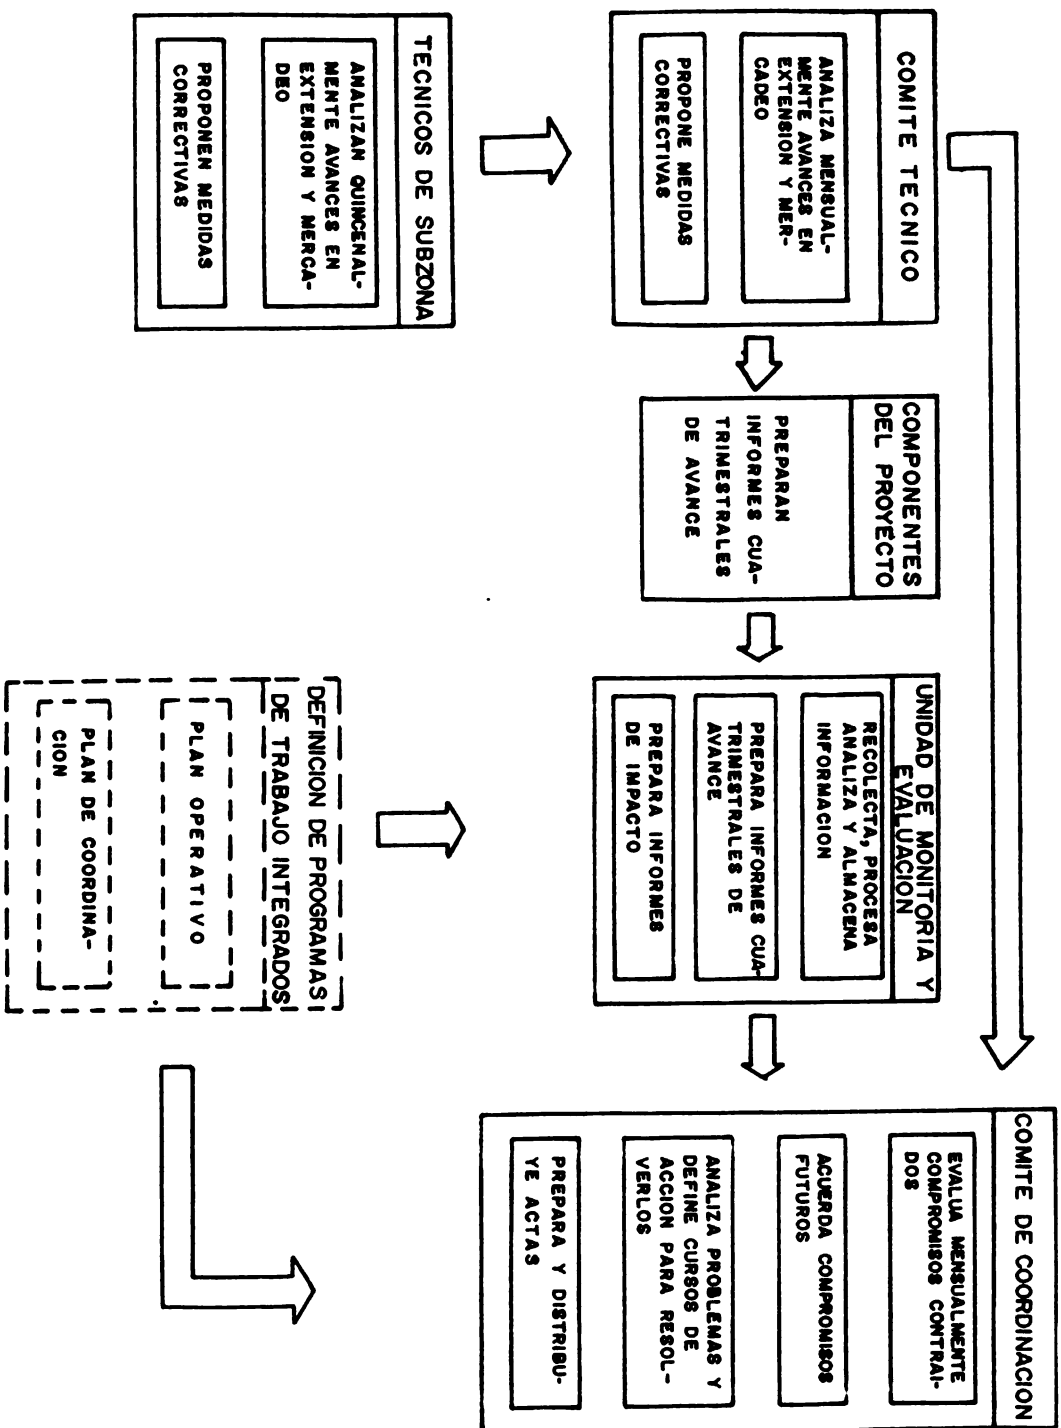 COMITE TECNICO
ANALIZA MENSUAL-
MENTE AVANCES EN
EXTENSION Y MER-
CADEO
PROPONE MEDIDAS
CORRECTIVAS
COMPONENTES
DEL PROYECTO
PREPARAN
INFORMES CUA-
TRIMESTRALES
DE AVANCE
UNIDAD DE MONITORIA Y
EVALUACION
RECOLECTA, PROCESA
ANALIZA Y ALMACENA
INFORMACION
PREPARA INFORMES CUA-
TRIMESTRALES DE
AVANCE
PREPARA INFORMES
DE IMPACTO
COMITE DE COORDINACION
EVALUA MENSUALMENTE
COMPROMISOS CONTRAI-
DOS
ACUERDA COMPROMISOS
FUTUROS
ANALIZA PROBLEMAS Y
DEFINE CURSOS DE
ACCION PARA RESOL-
VERLOS
PREPARA Y DISTRIBU-
YE ACTAS
TECNICOS DE SUBZONA
ANALIZAN QUINCENAL-
MENTE AVANCES EN
EXTENSION Y MERCA-
DEO
PROPONEN MEDIDAS
CORRECTIVAS
DEFINICION DE PROGRAMAS
DE TRABAJO INTEGRADOS
PLAN OPERATIVO
PLAN DE COORDINA-
CION